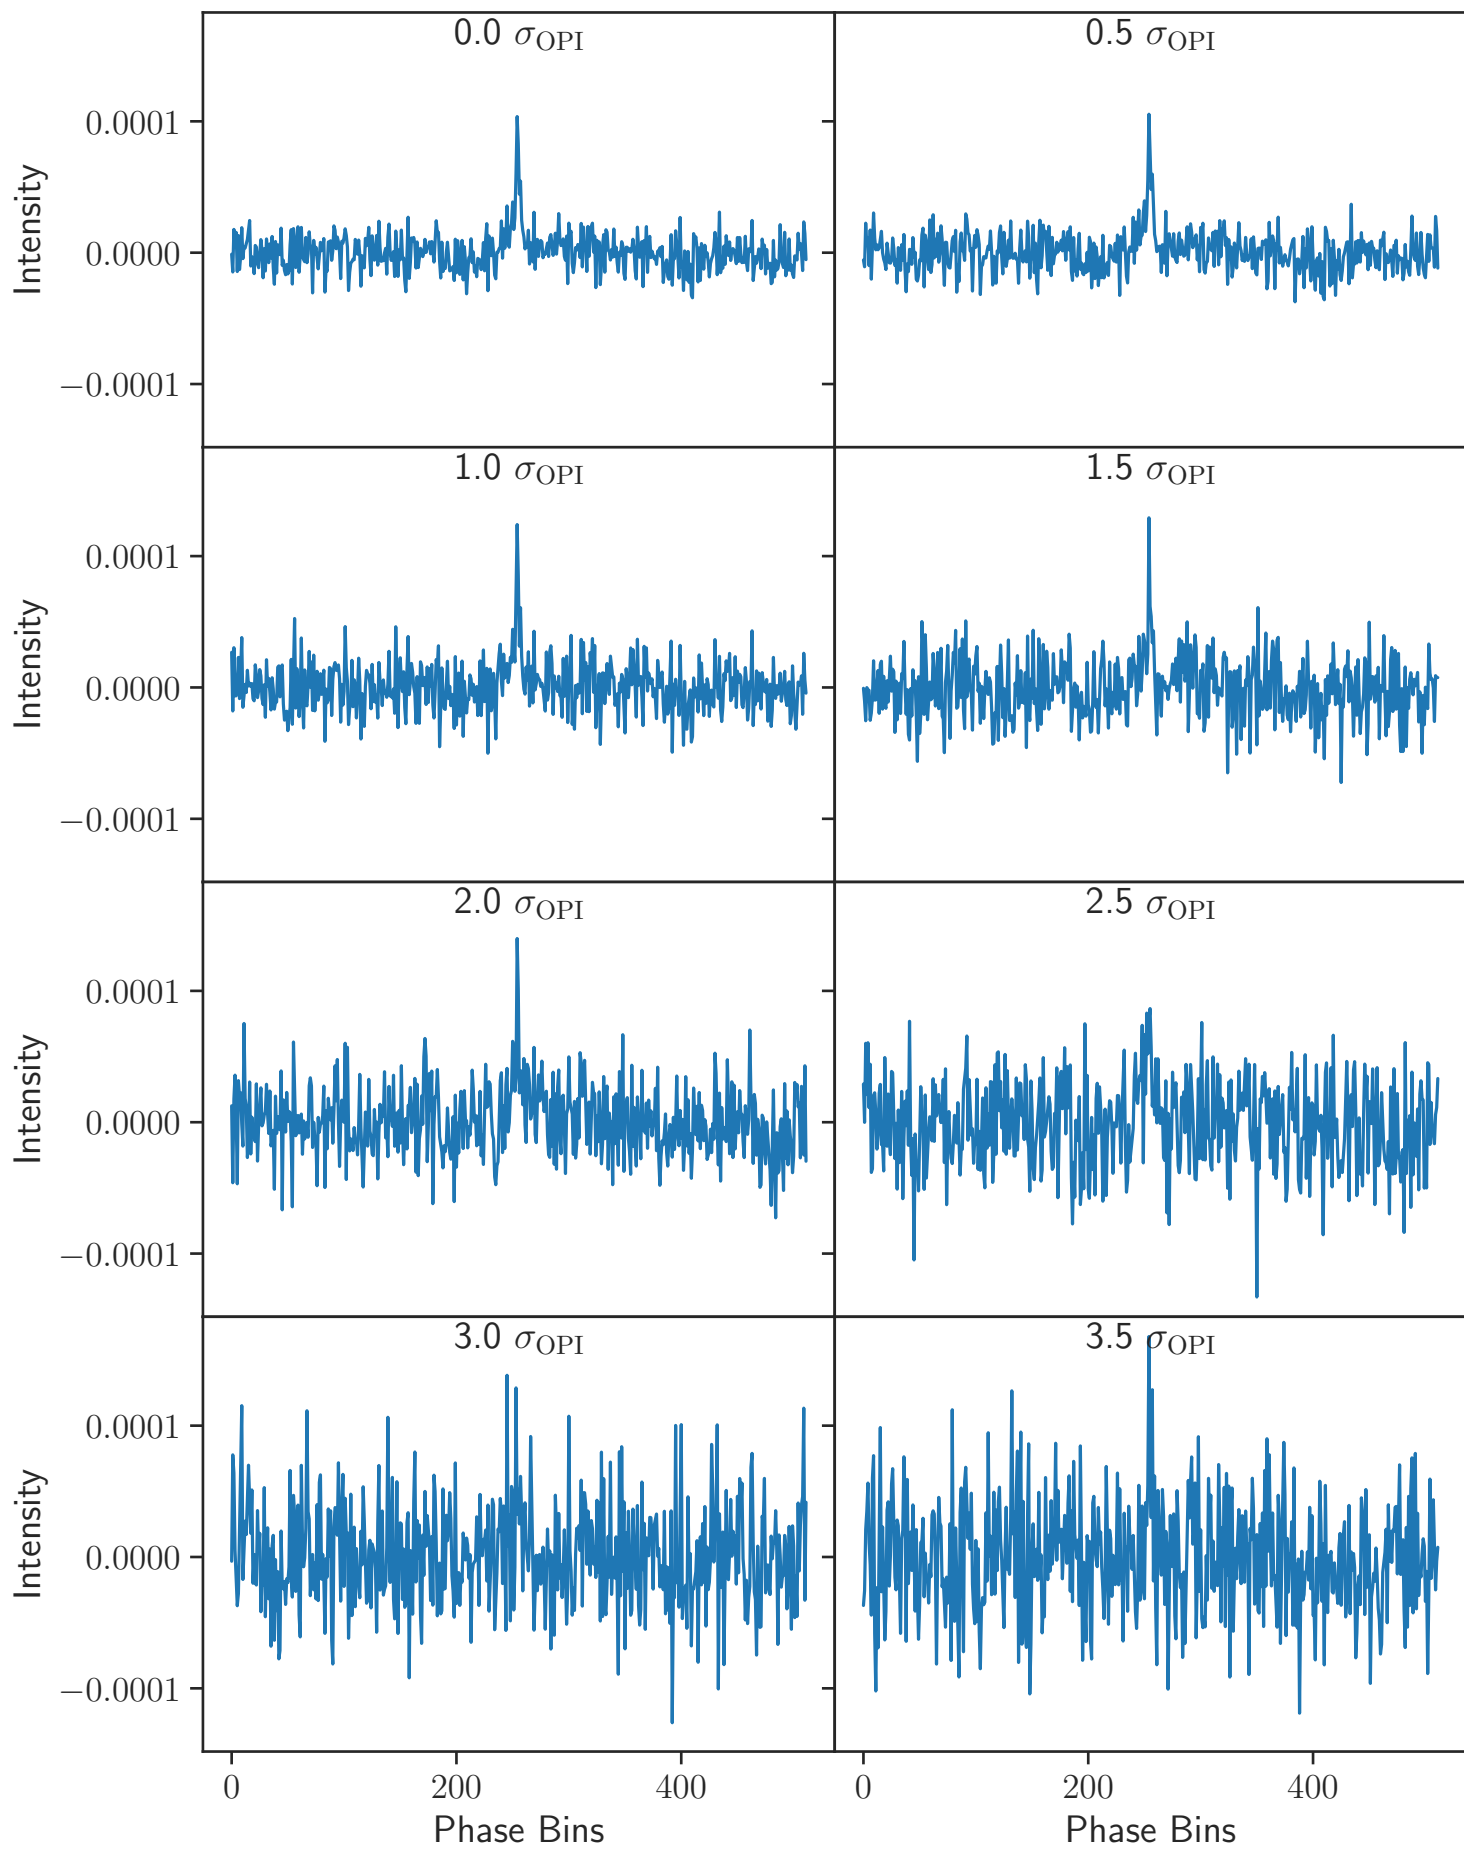 0.0 σOPI
0.5 σOPI
Intensity
0.0001
0.0000
−0.0001
1.0 σOPI
1.5 σOPI
Intensity
0.0001
0.0000
−0.0001
2.0 σOPI
2.5 σOPI
Intensity
0.0001
0.0000
−0.0001
3.0 σOPI
3.5 σOPI
Intensity
0.0001
0.0000
−0.0001
0 200 400
0 200 400
Phase Bins
Phase Bins